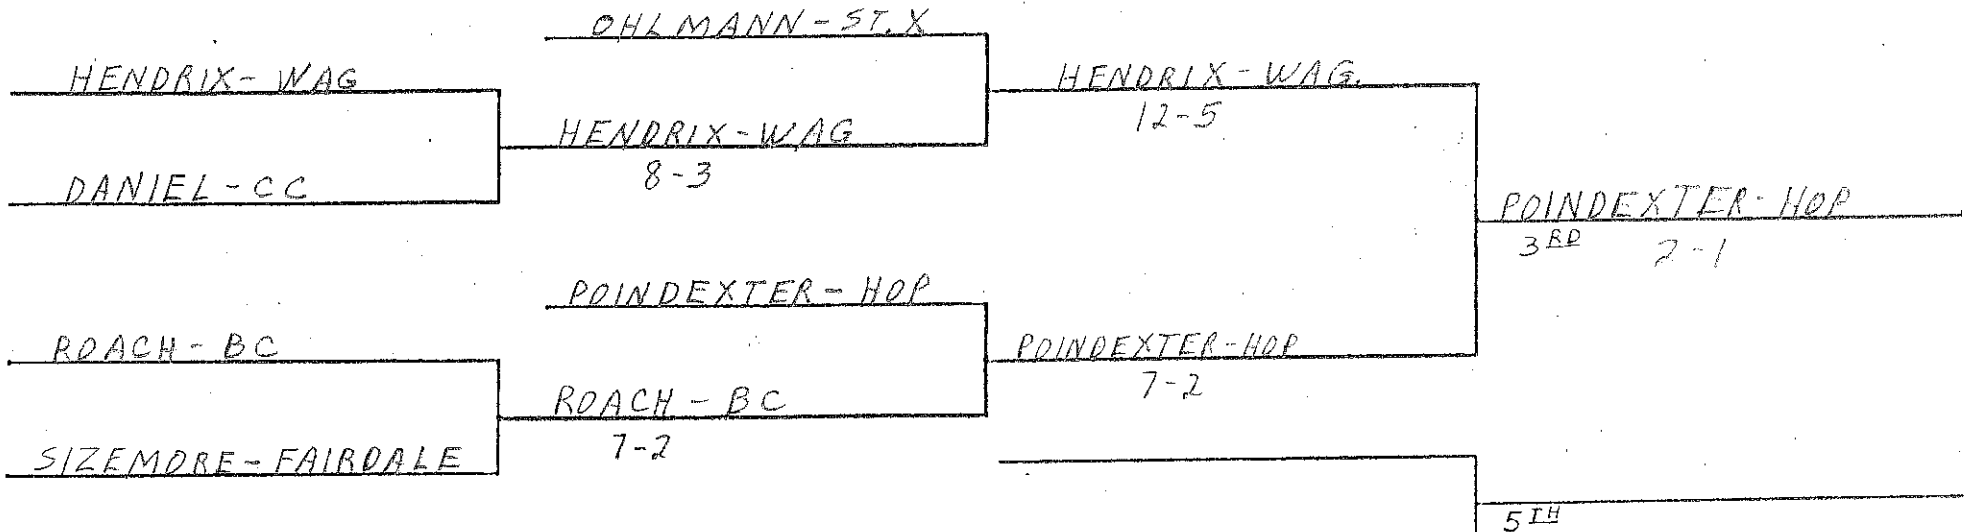 OHLMANN - ST. X
HENDRIX - WAG
HENDRIX - WAG.
12-5
HENDRIX - WAG
8-3
DANIEL - CC
POINDEXTER - HOP
3RD 2-1
POINDEXTER - HOP
ROACH - BC
POINDEXTER - HOP
7-2
ROACH - BC
7-2
SIZEMORE - FAIRDALE
5TH